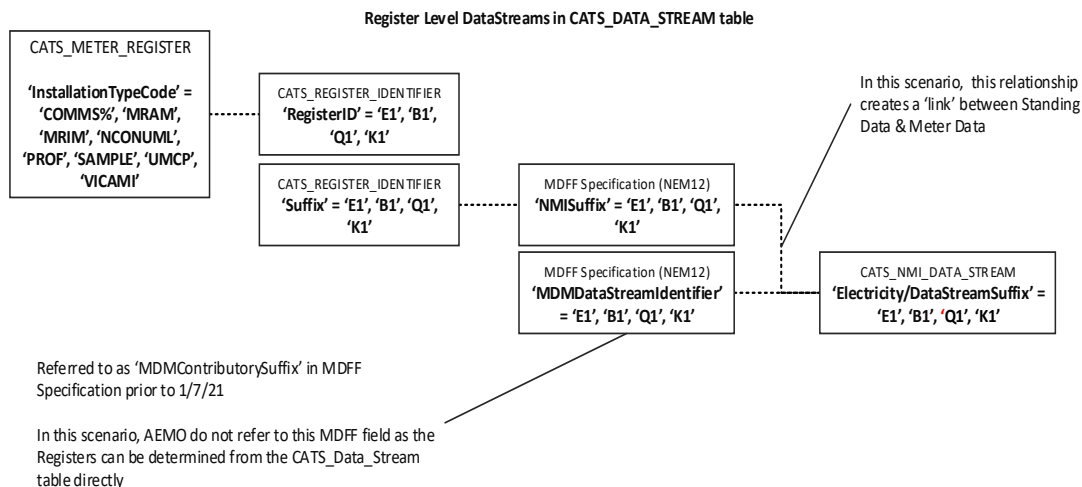 Register Level DataStreams in CATS_DATA_STREAM table
CATS_METER_REGISTER
‘InstallationTypeCode’ =
‘COMMS%’, ‘MRAM’,
‘MRIM’, ‘NCONUML’,
‘PROF’, ‘SAMPLE’, ‘UMCP’,
‘VICAMI’
CATS_REGISTER_IDENTIFIER
‘RegisterID’ = ‘E1’, ‘B1’,
‘Q1’, ‘K1’
In this scenario, this relationship
creates a ‘link’ between Standing
Data & Meter Data
CATS_REGISTER_IDENTIFIER
‘Suffix’ = ‘E1’, ‘B1’, ‘Q1’,
‘K1’
MDFF Specification (NEM12)
‘NMISuffix’ = ‘E1’, ‘B1’, ‘Q1’,
‘K1’
MDFF Specification (NEM12)
‘MDMDataStreamIdentifier’
= ‘E1’, ‘B1’, ‘Q1’, ‘K1’
CATS_NMI_DATA_STREAM
‘Electricity/DataStreamSuffix’ =
‘E1’, ‘B1’, ‘Q1’, ‘K1’
Referred to as ‘MDMContributorySuffix’ in MDFF
Specification prior to 1/7/21
In this scenario, AEMO do not refer to this MDFF field as the
Registers can be determined from the CATS_Data_Stream
table directly